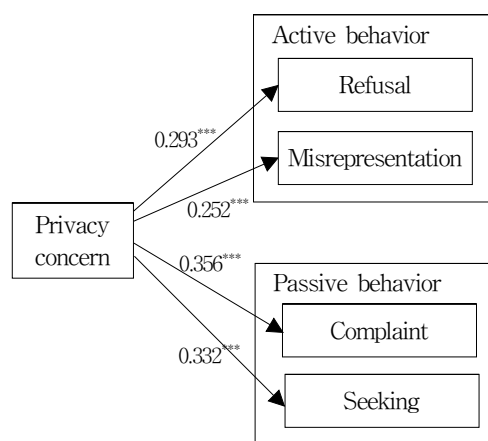 Active behavior
Refusal
0.293***
Misrepresentation
0.252***
Privacy
concern
0.356***
Passive behavior
Complaint
0.332***
Seeking